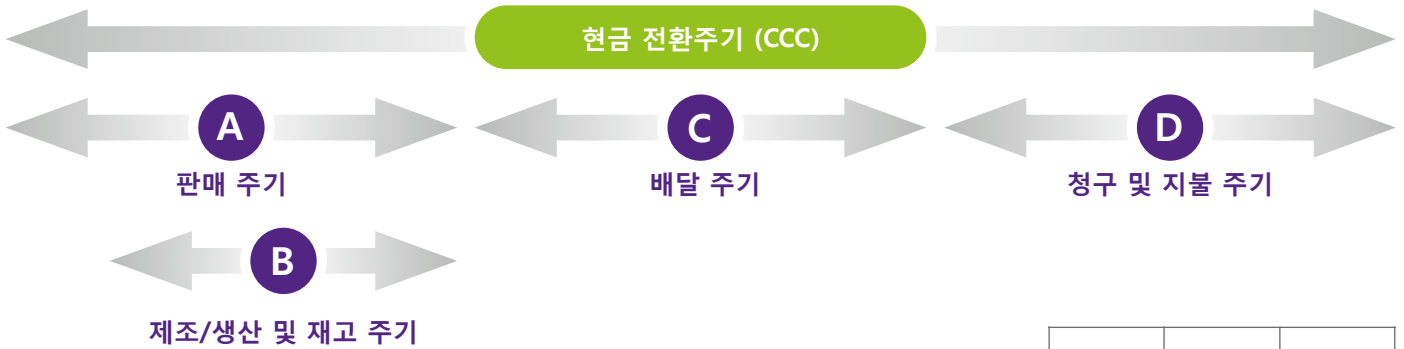 현금 전환주기 (CCC)
A
C
D
판매 주기
배달 주기
청구 및 지불 주기
B
제조/생산 및 재고 주기